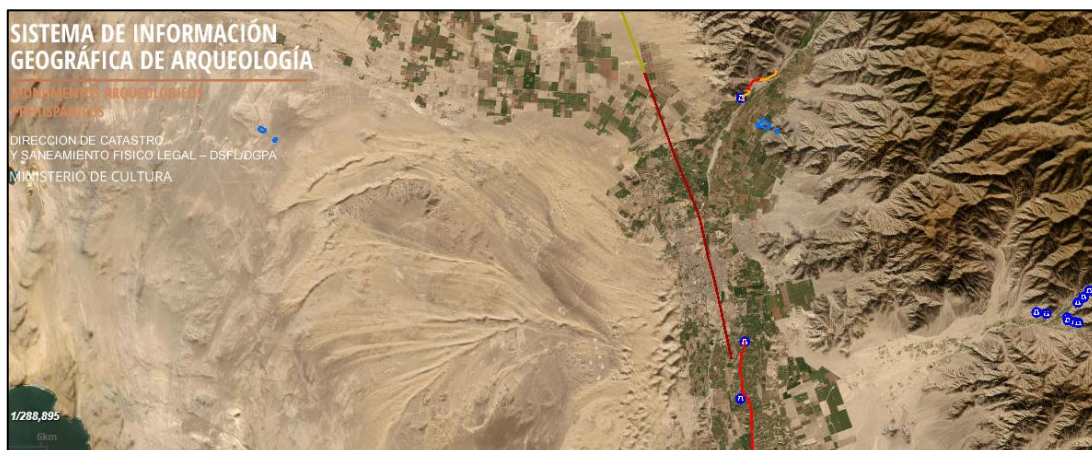 SISTEMA DE INFORMACIÓN
GEOGRÁFICA DE ARQUEOLOGÍA
MONUMENTOS ARQUEOLÓGICOS
PREHISPÁNICOS
DIRECCION DE CATASTRO
Y SANEAMIENTO FISICO LEGAL – DSFL/DGPA
MINISTERIO DE CULTURA
1/288,895
6km